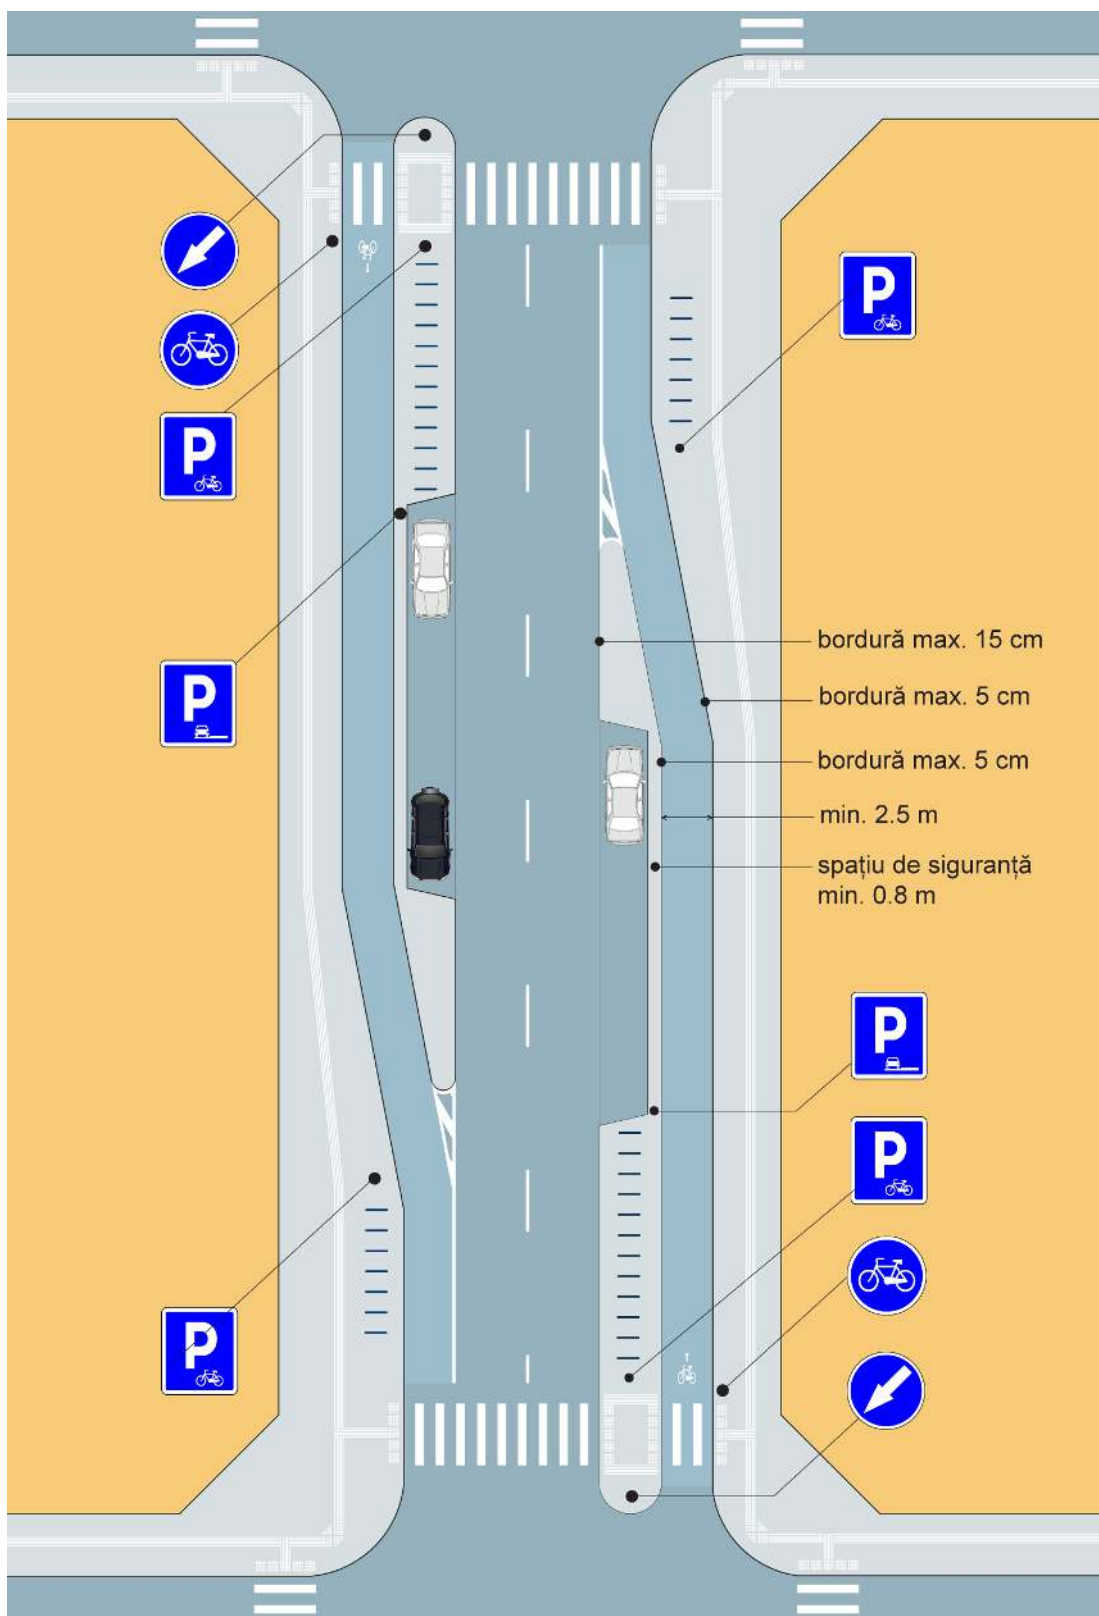 P
P
P
bordură max. 15 cm
bordură max. 5 cm
bordură max. 5 cm
min. 2.5 m
spațiu de siguranță
min. 0.8 m
P
P
P